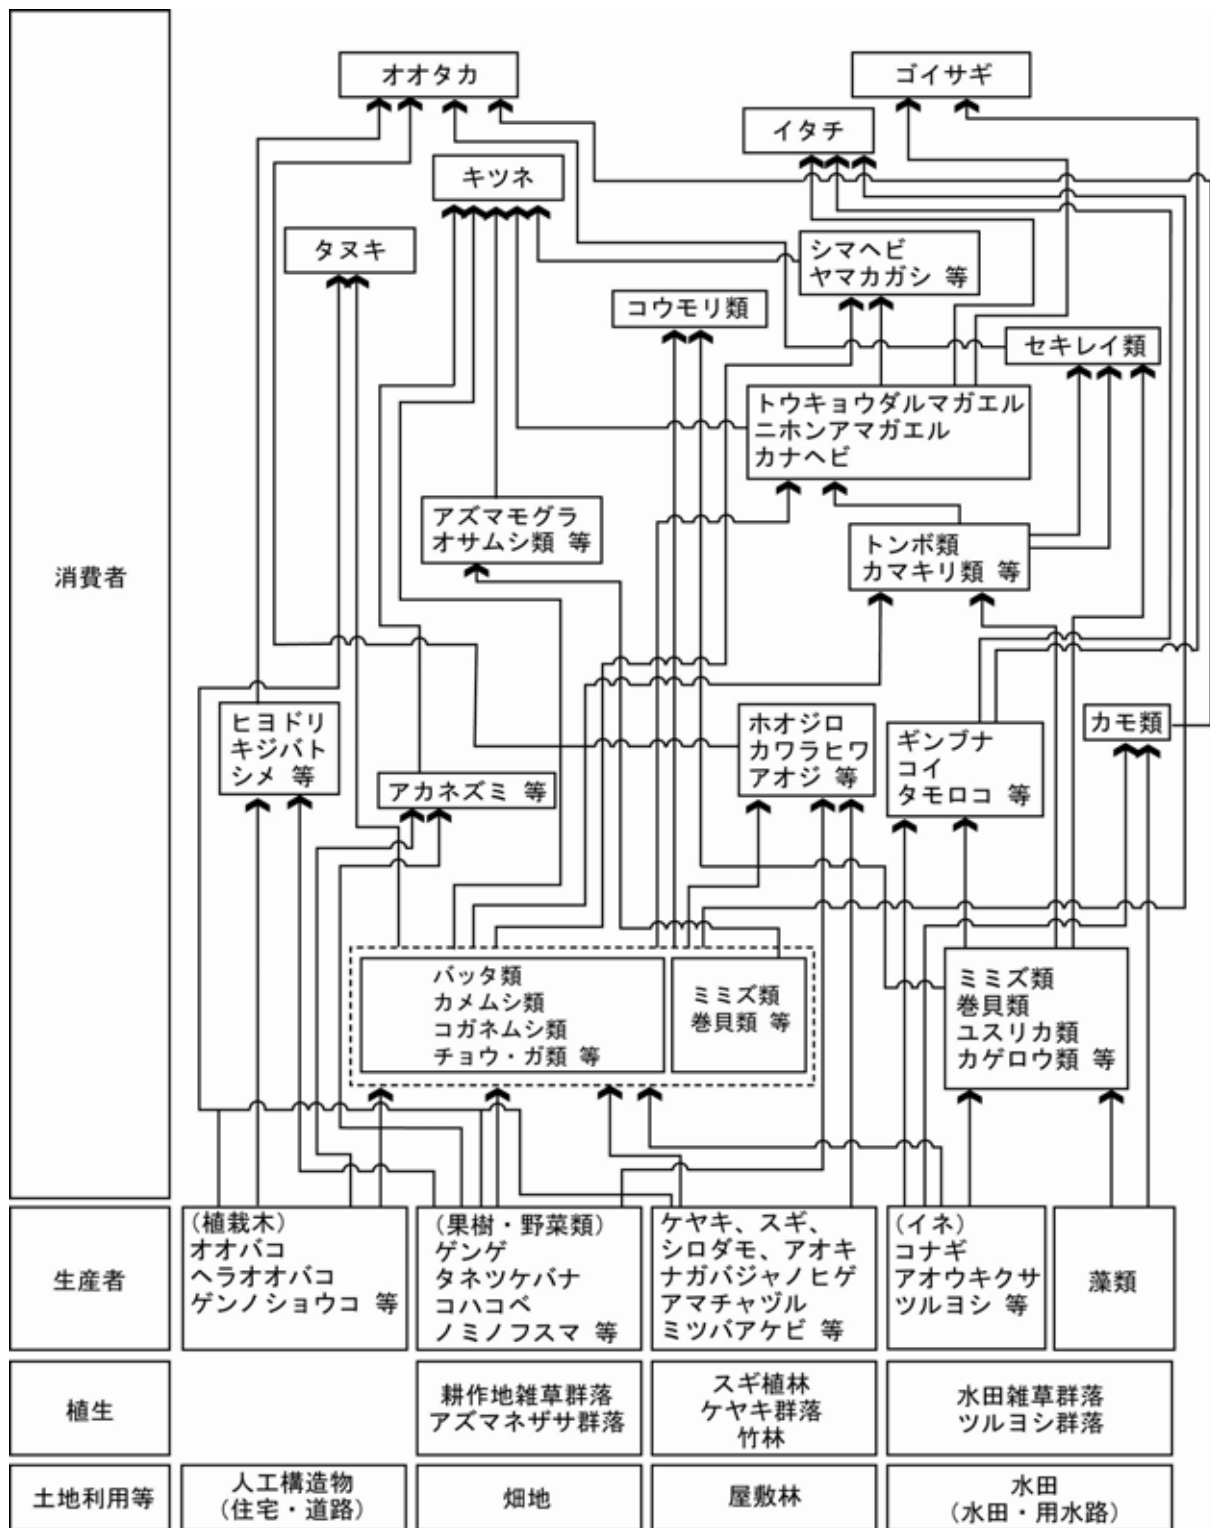 オオタカ
ゴイサギ
イタチ
キツネ
タヌキ
シマヘビ
ヤマカガシ 等
コウモリ類
セキレイ類
トウキョウダルマガエル
ニホンアマガエル
カナヘビ
アズマモグラ
オサムシ類 等
トンボ類
カマキリ類 等
消費者
ヒヨドリ
キジバト
シメ 等
アカネズミ 等
ホオジロ
カワラヒワ
アオジ 等
ギンブナ
コイ
タモロコ 等
カモ類
バッタ類
カメムシ類
コガネムシ類
チョウ・ガ類 等
ミミズ類
巻貝類 等
ミミズ類
巻貝類
ユスリカ類
カゲロウ類 等
生産者
(植栽木)
オオバコ
ヘラオオバコ
ゲンノショウコ 等
(果樹・野菜類)
ゲンゲ
タネツケバナ
コハコベ
ノミノフスマ 等
ケヤキ、スギ、
シロダモ、アオキ
ナガバジャノヒゲ
アマチャヅル
ミツバアケビ 等
(イネ)
コナギ
アオウキクサ
ツルヨシ 等
藻類
植生
耕作地雑草群落
アズマネザサ群落
スギ植林
ケヤキ群落
竹林
水田雑草群落
ツルヨシ群落
土地利用等
人工構造物
(住宅・道路)
畑地
屋敷林
水田
(水田・用水路)